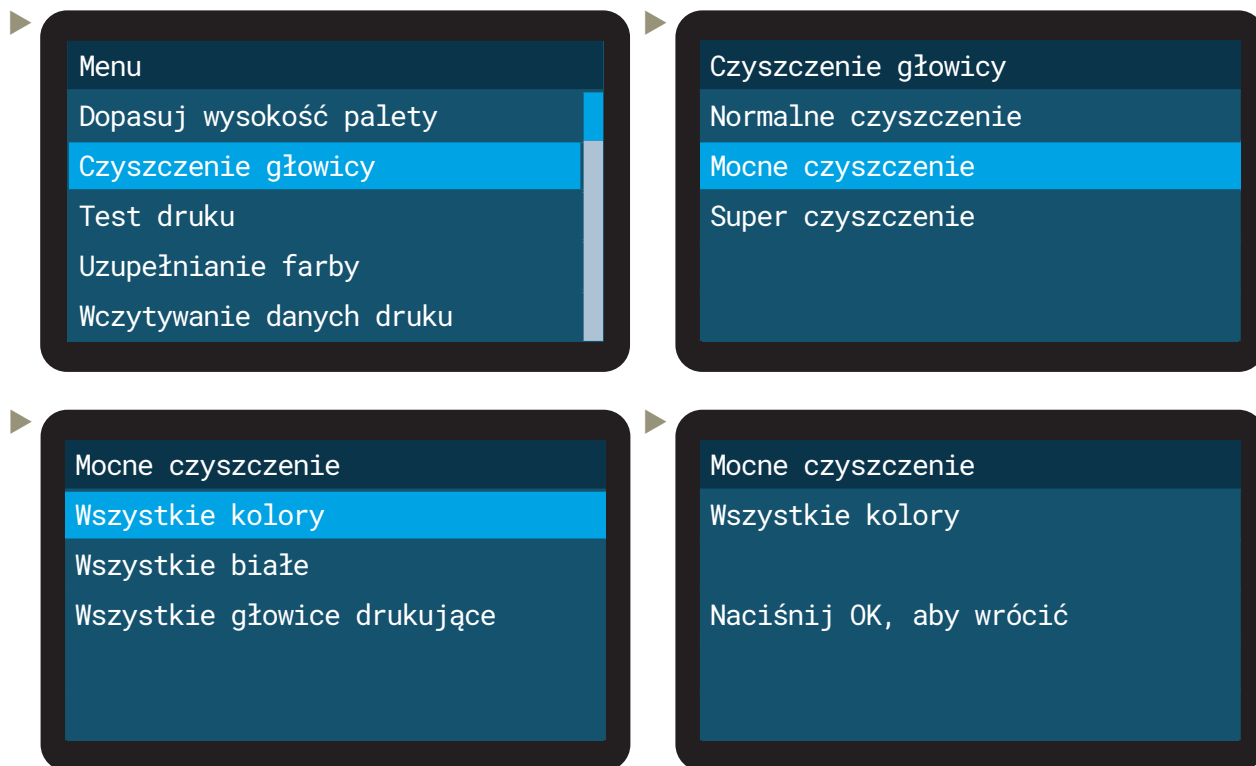 Menu
Dopasuj wysokość palety
Czyszczenie głowicy
Test druku
Uzupełnianie farby
Wczytywanie danych druku
Czyszczenie głowicy
Normalne czyszczenie
Mocne czyszczenie
Super czyszczenie
Mocne czyszczenie
Wszystkie kolory
Wszystkie białe
Wszystkie głowice drukujące
Mocne czyszczenie
Wszystkie kolory
Naciśnij OK, aby wrócić